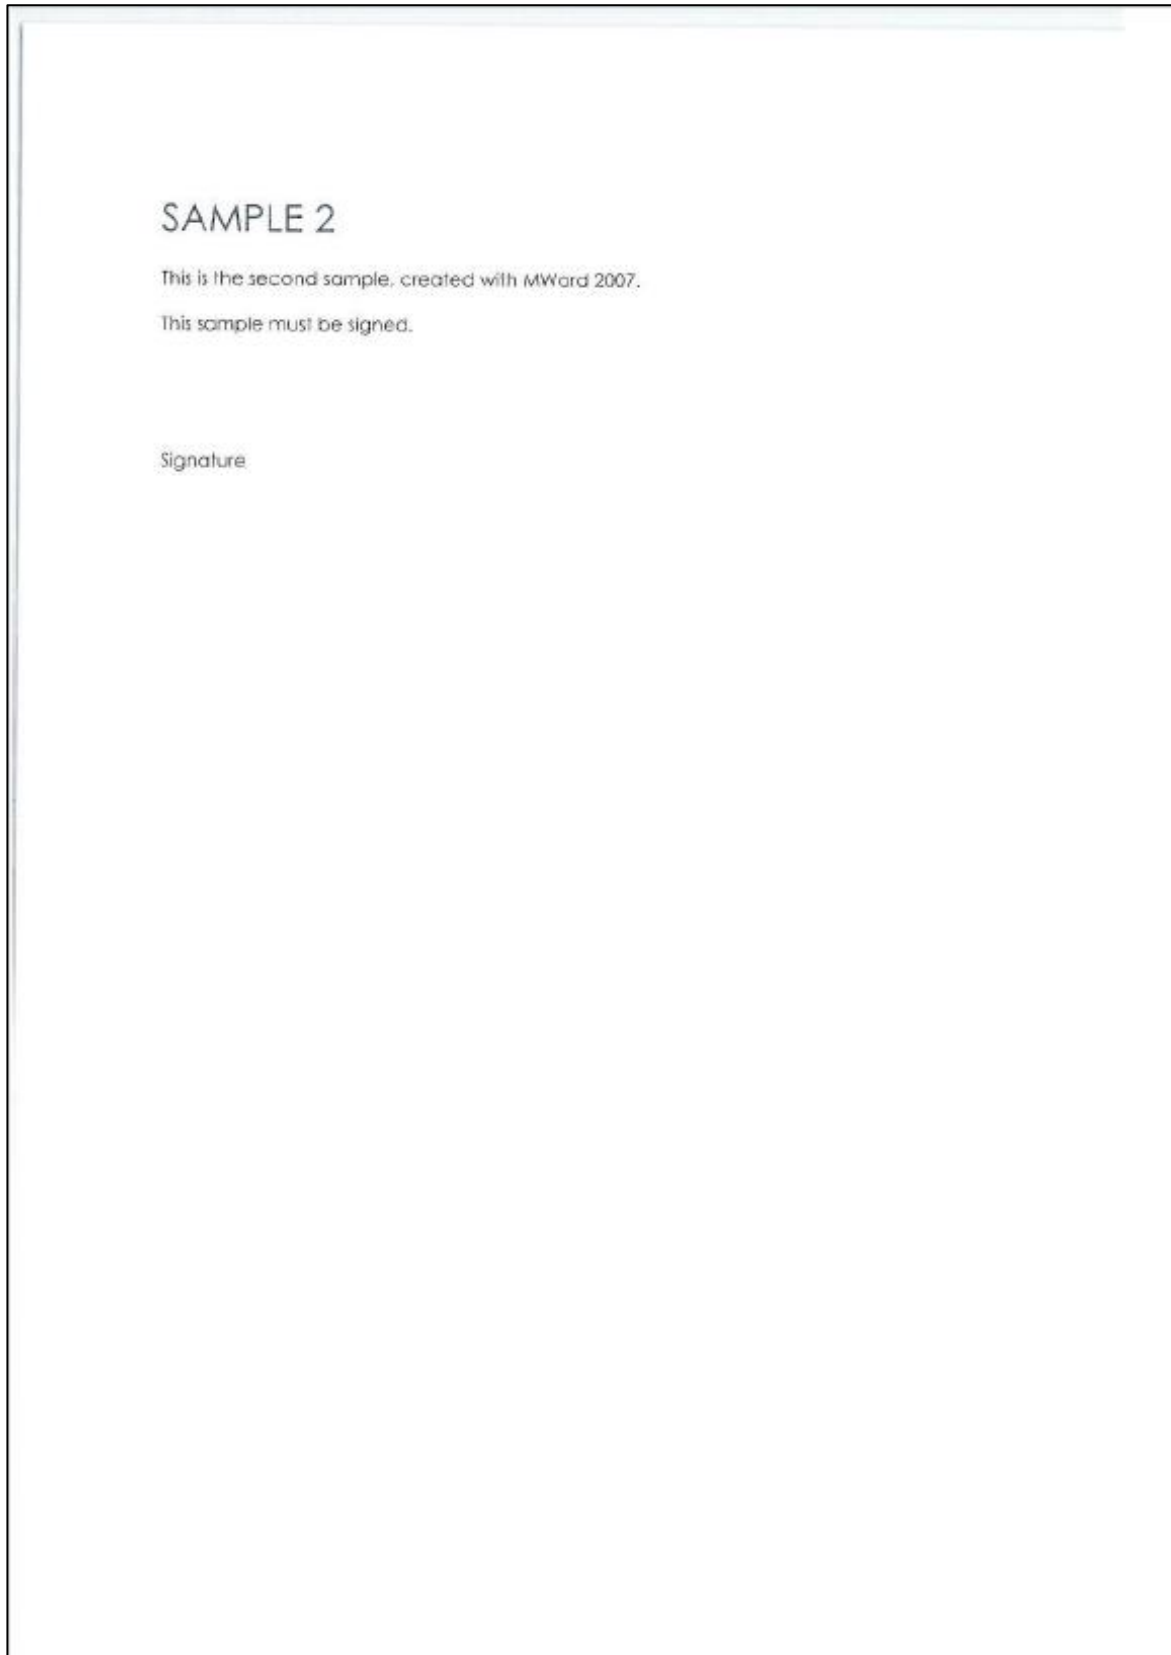 SAMPLE 2
This is the second sample, created with MWord 2007.
This sample must be signed.
Signature